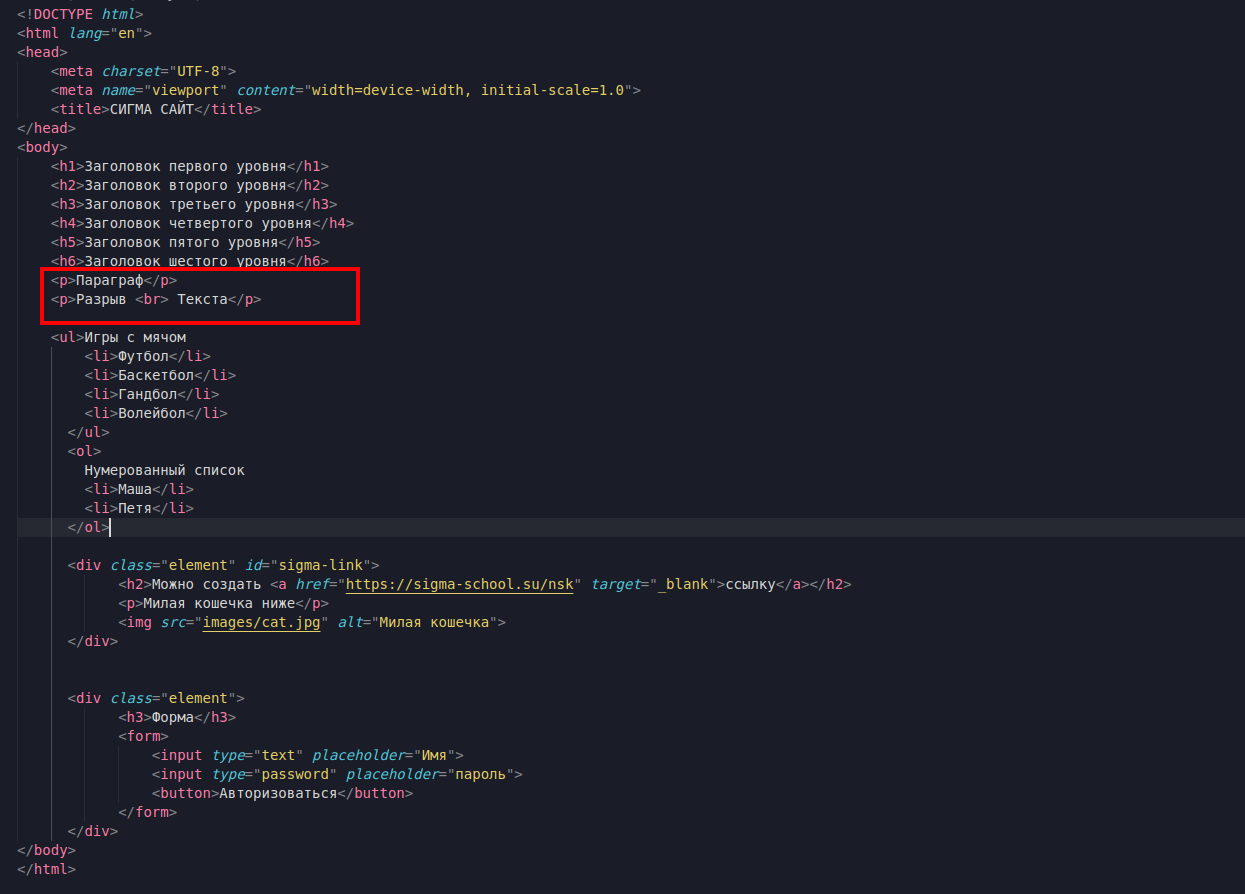 <!DOCTYPE html>
<html lang="en">
<head>
    <meta charset="UTF-8">
    <meta name="viewport" content="width=device-width, initial-scale=1.0">
    <title>СИГМА САЙТ</title>
</head>
<body>
    <h1>Заголовок первого уровня</h1>
    <h2>Заголовок второго уровня</h2>
    <h3>Заголовок третьего уровня</h3>
    <h4>Заголовок четвертого уровня</h4>
    <h5>Заголовок пятого уровня</h5>
    <h6>Заголовок шестого уровня</h6>
    <p>Параграф</p>
    <p>Разрыв <br> Текста</p>
    <ul>Игры с мячом
        <li>Футбол</li>
        <li>Баскетбол</li>
        <li>Гандбол</li>
        <li>Волейбол</li>
      </ul>
      <ol>
        Нумерованный список
        <li>Маша</li>
        <li>Петя</li>
      </ol>
      <div class="element" id="sigma-link">
            <h2>Можно создать <a href="https://sigma-school.su/nsk" target="_blank">ссылку</a></h2>
            <p>Милая кошечка ниже</p>
            <img src="images/cat.jpg" alt="Милая кошечка">
      </div>
      <div class="element">
            <h3>Форма</h3>
            <form>
                <input type="text" placeholder="Имя">
                <input type="password" placeholder="пароль">
                <button>Авторизоваться</button>
            </form>
      </div>
</body>
</html>